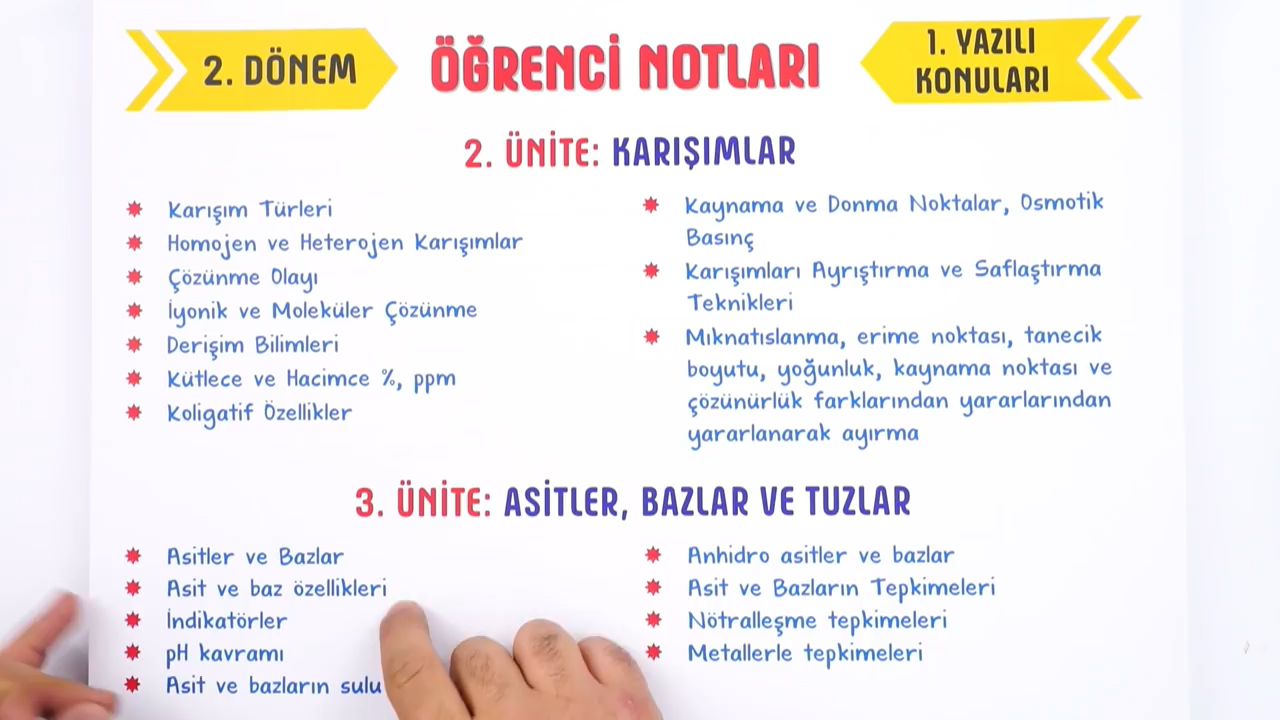 2. DÖNEM
ÖĞRENCİ NOTLARI
1. YAZILI
KONULARI
2. ÜNİTE: KARIŞIMLAR
Karışım Türleri
Homojen ve Heterojen Karışımlar
Çözünme Olayı
İyonik ve Moleküler Çözünme
Derişim Bilimleri
Kütlece ve Hacimce %, ppm
Koligatif Özellikler
Kaynama ve Donma Noktalar, Osmotik
Basınç
Karışımları Ayrıştırma ve Saflaştırma
Teknikleri
Mıknatıslanma, erime noktası, tanecik
boyutu, yoğunluk, kaynama noktası ve
çözünürlük farklarından yararlarından
yararlanarak ayırma
3. ÜNİTE: ASİTLER, BAZLAR VE TUZLAR
Asitler ve Bazlar
Asit ve baz özellikleri
İndikatörler
pH kavramı
Asit ve bazların sulu
Anhidro asitler ve bazlar
Asit ve Bazların Tepkimeleri
Nötralleşme tepkimeleri
Metallerle tepkimeleri